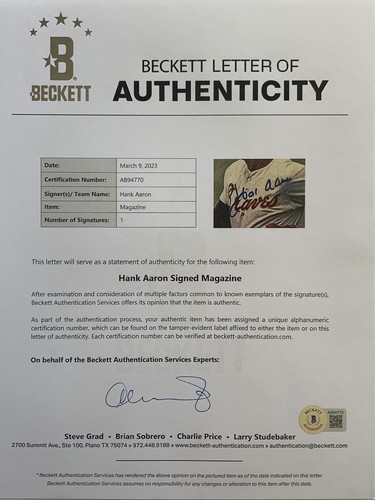 B
BECKETT
BECKETT LETTER OF
AUTHENTICITY
Date: March 9, 2023
Certification Number: AB94770
Signer(s)/ Team Name: Hank Aaron
Item: Magazine
Number of Signatures: 1
Hank Aaron
Braves
This letter will serve as a statement of authenticity for the following item:
Hank Aaron Signed Magazine
After examination and consideration of multiple factors common to known exemplars of the signature(s),
Beckett Authentication Services offers its opinion that the item is authentic.
As part of the authentication process, your authentic item has been assigned a unique alphanumeric
certification number, which can be found on the tamper-evident label affixed to either the item or on this
letter of authenticity. Each certification number can be verified at beckett-authentication.com.
On behalf of the Beckett Authentication Services Experts:
BECKETT
B
AB94770
Steve Grad • Brian Sobrero • Charlie Price • Larry Studebaker
2700 Summit Ave, Ste 100, Plano TX 75074 • 972.448.9188 • www.beckett-authentication.com • authentication@beckett.com
*Beckett Authentication Services has rendered the above opinion on the pictured item as of the date indicated on this letter.
Beckett Authentication Services assumes no responsibility for any changes or alteration to this item after this date.